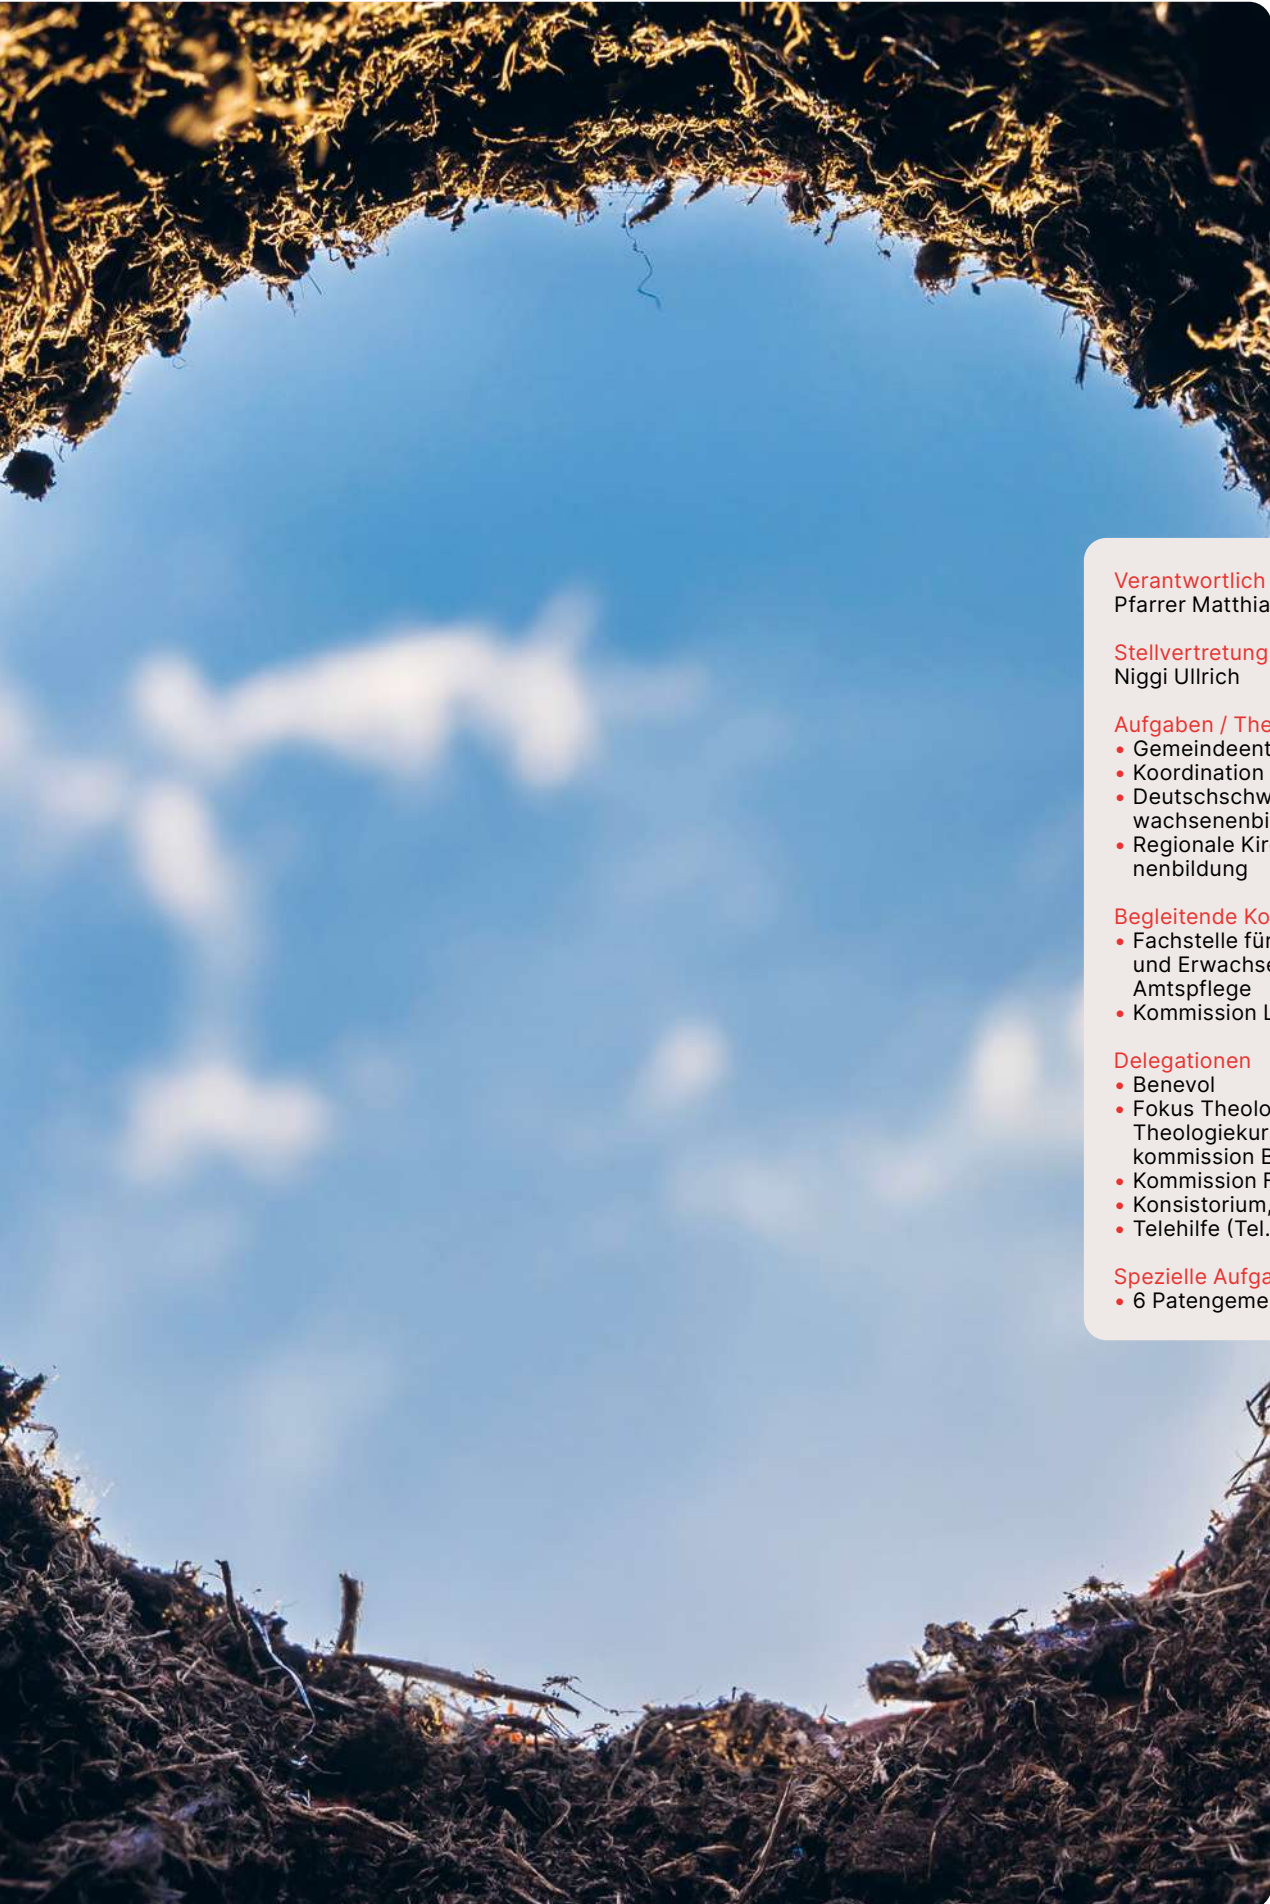 Verantwortlich
Pfarrer Matthia
Stellvertretung
Niggi Ullrich
Aufgaben / The
• Gemeindeent
• Koordination
• Deutschschw
wachsenenbi
• Regionale Kir
nenbildung
Begleitende Ko
• Fachstelle für
und Erwachse
Amtspflege
• Kommission L
Delegationen
• Benevol
• Fokus Theolo
Theologiekur
kommission B
• Kommission F
• Konsistorium,
• Telehilfe (Tel.
Spezielle Aufga
• 6 Patengeme